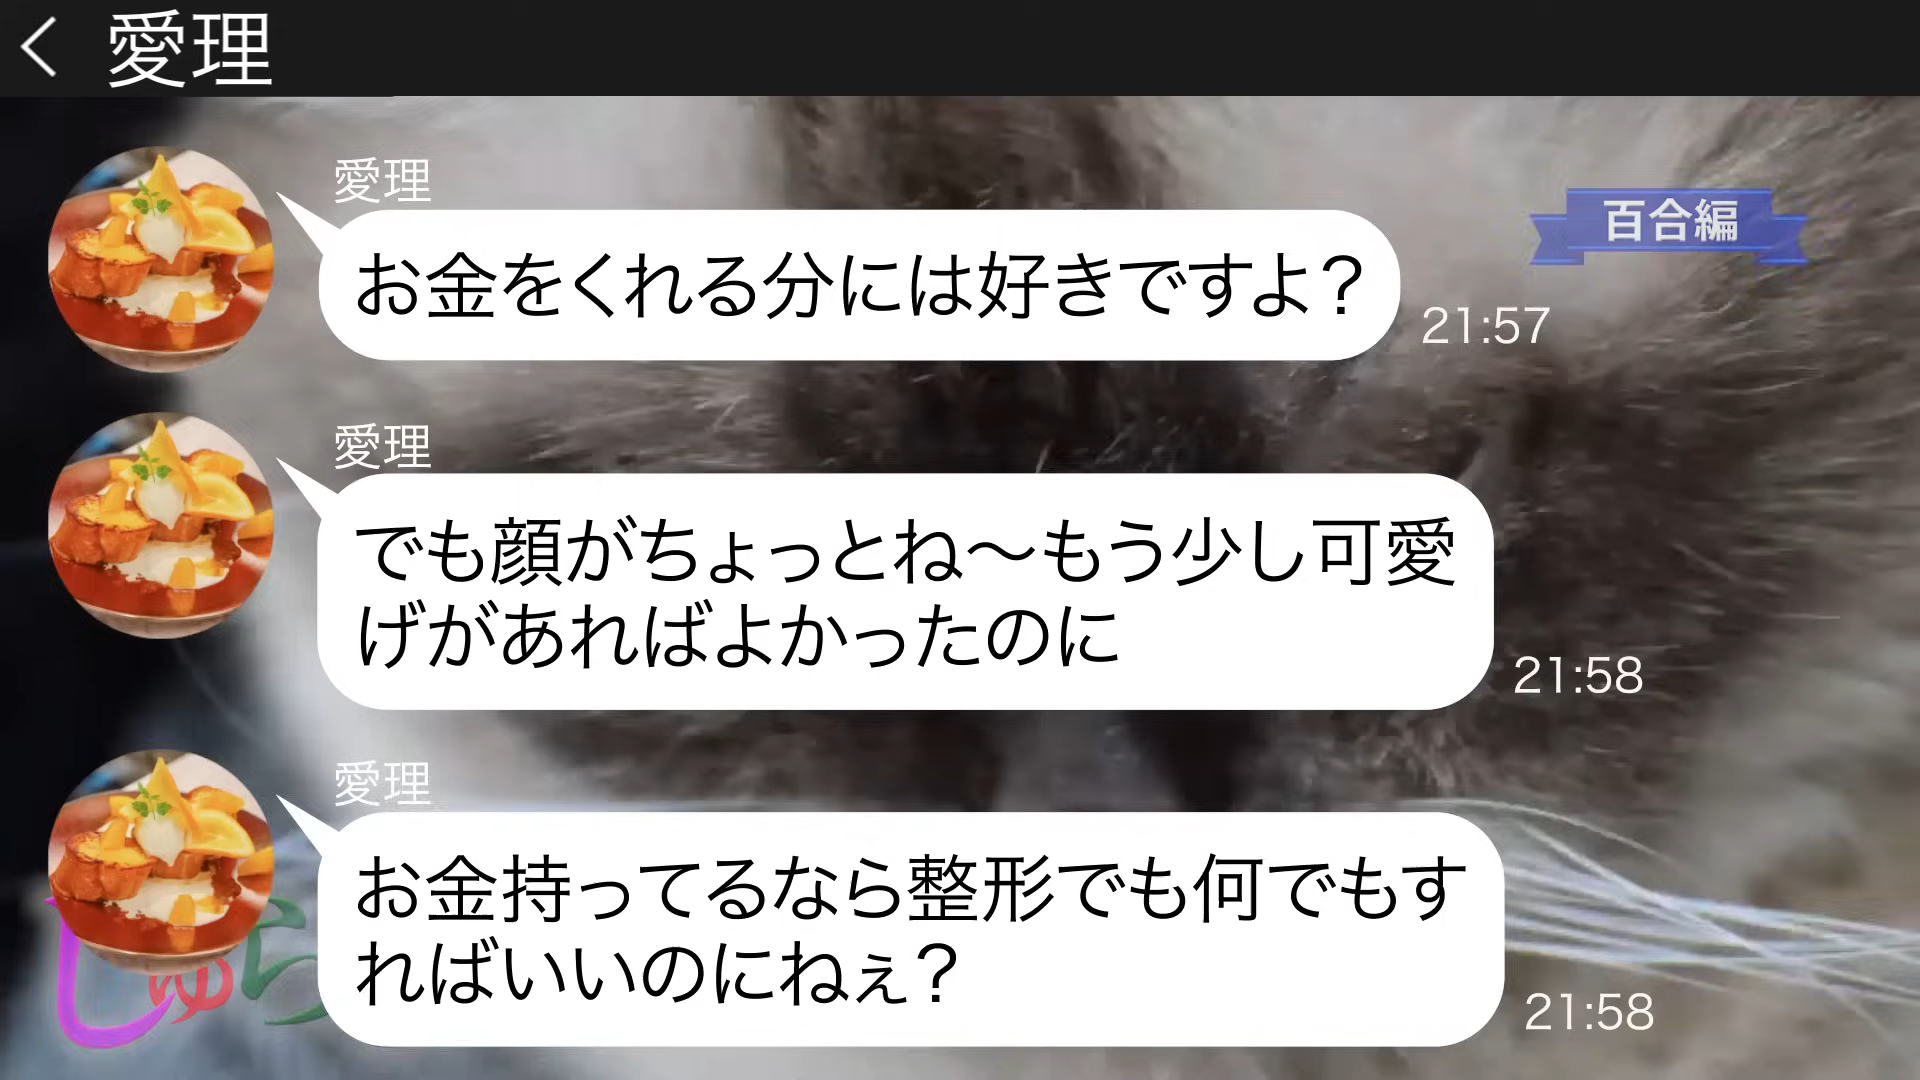 愛理
愛理
百合編
お金をくれる分には好きですよ?
21:57
愛理
でも顔がちょっとね〜もう少し可愛
げがあればよかったのに
21:58
愛理
お金持ってるなら整形でも何でもす
ればいいのにねぇ?
21:58
しゅら